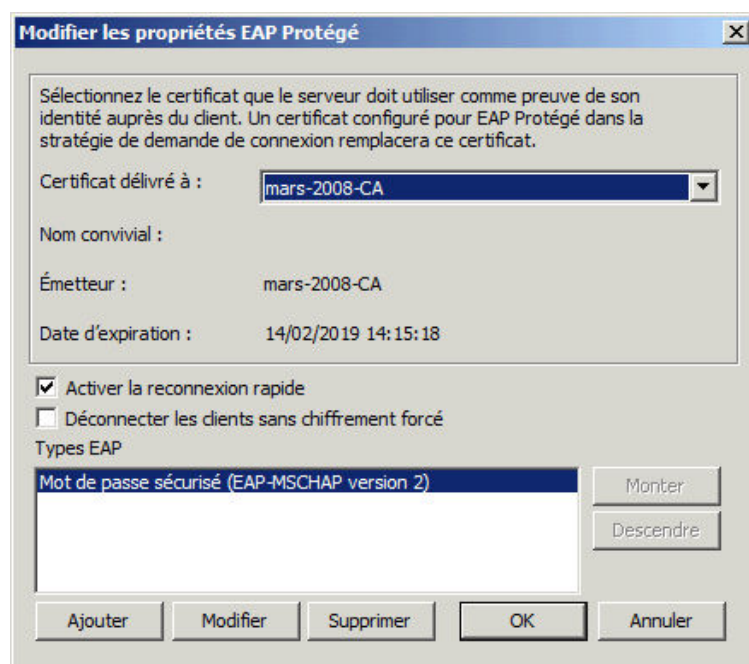 Modifier les propriétés EAP Protégé
Sélectionnez le certificat que le serveur doit utiliser comme preuve de son
identité auprès du client. Un certificat configuré pour EAP Protégé dans la
stratégie de demande de connexion remplacera ce certificat.
Certificat délivré à : mars-2008-CA
Nom convivial :
Émetteur : mars-2008-CA
Date d'expiration : 14/02/2019 14:15:18
Activer la reconnexion rapide
Déconnecter les clients sans chiffrement forcé
Types EAP
Mot de passe sécurisé (EAP-MSCHAP version 2)
Monter
Descendre
Ajouter Modifier Supprimer OK Annuler